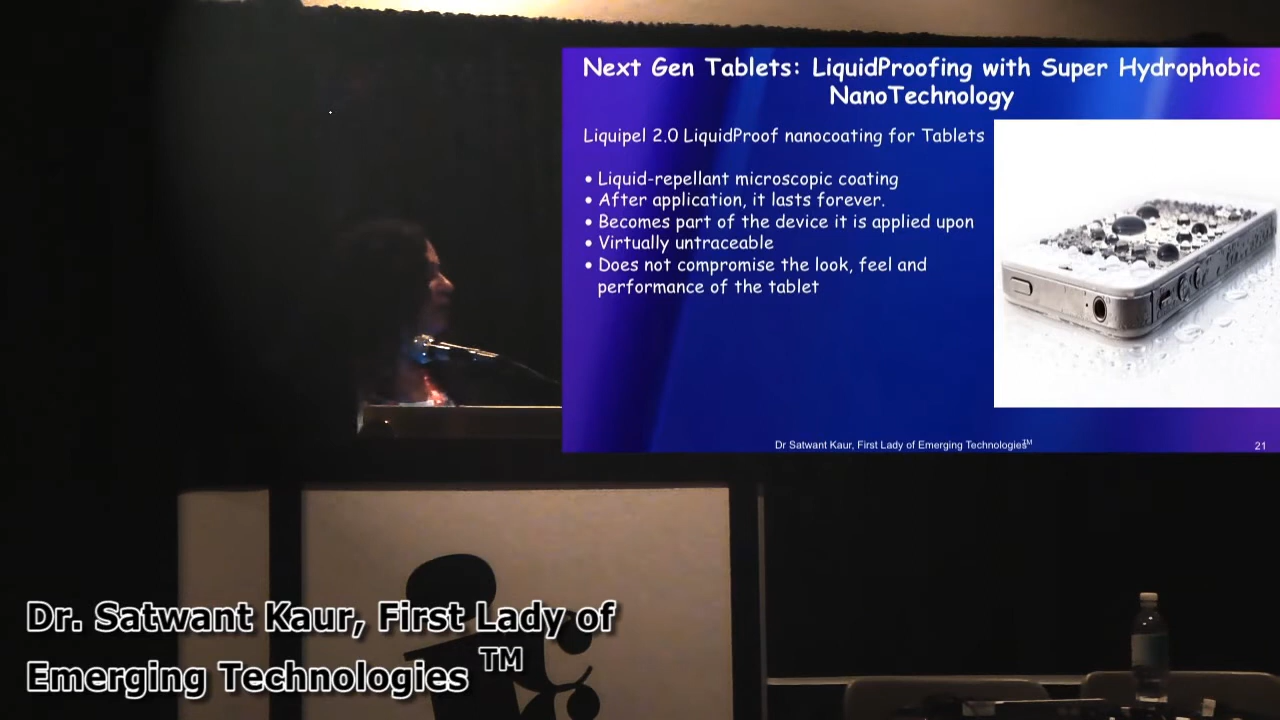 Next Gen Tablets: LiquidProofing with Super Hydrophobic
NanoTechnology
Liquipel 2.0 LiquidProof nanocoating for Tablets
• Liquid-repellant microscopic coating
• After application, it lasts forever.
• Becomes part of the device it is applied upon
• Virtually untraceable
• Does not compromise the look, feel and
performance of the tablet
Dr Satwant Kaur, First Lady of Emerging Technologies TM
21
Dr. Satwant Kaur, First Lady of
Emerging Technologies TM